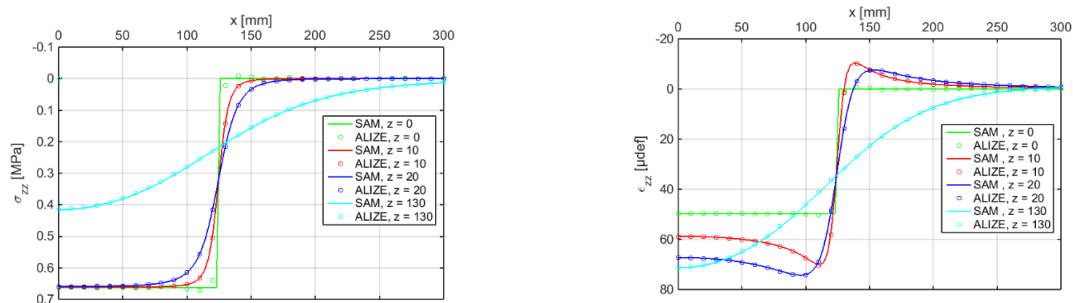 x [mm]
0 50 100 150 200 250 300
-0.1
0
0.1
0.2
0.3
0.4
0.5
0.6
0.7
σzz [MPa]
SAM, z = 0
ALIZE, z = 0
SAM, z = 10
ALIZE, z = 10
SAM, z = 20
ALIZE, z = 20
SAM, z = 130
ALIZE, z = 130
x [mm]
0 50 100 150 200 250 300
-20
0
20
40
60
80
ϵzz [µdef]
SAM , z = 0
ALIZE, z = 0
SAM , z = 10
ALIZE, z = 10
SAM , z = 20
ALIZE, z = 20
SAM , z = 130
ALIZE, z = 130